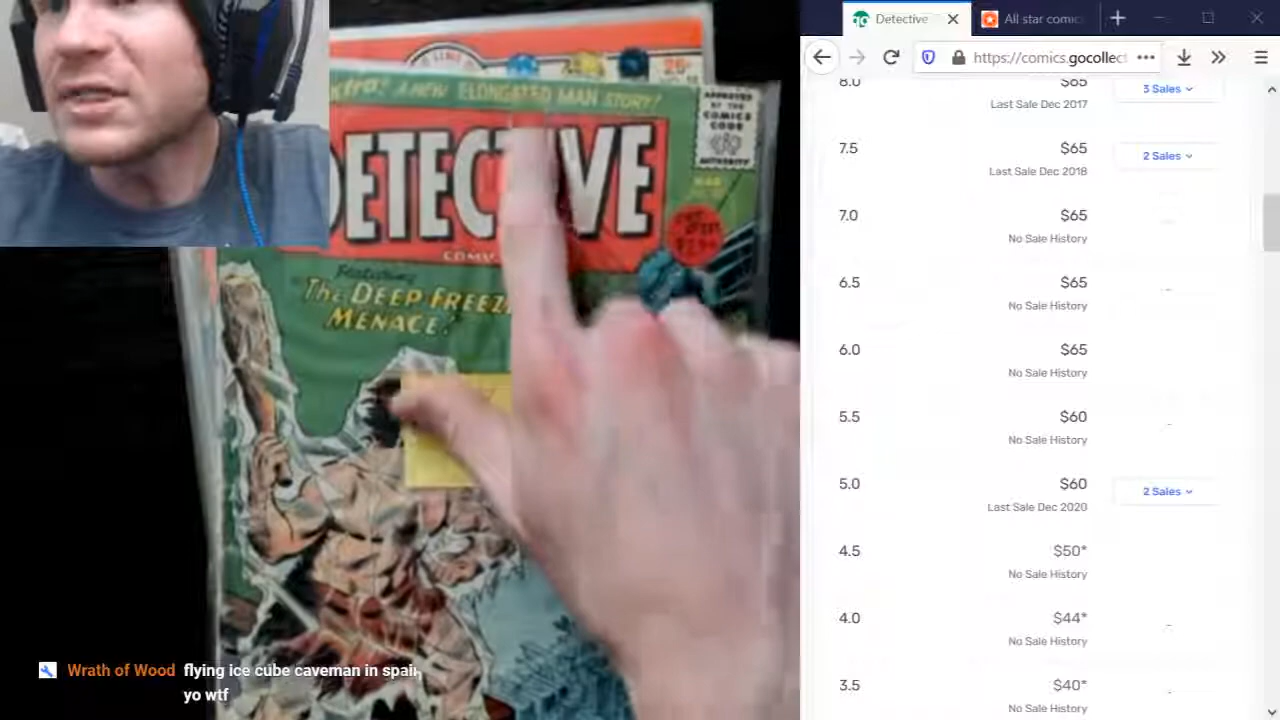 A NEW ELONGATED MAN STORY!
APPROVED
BY THE
COMICS
CODE
AUTHORITY
Featuring
"The DEEP FREEZE
MENACE!"
Wrath of Wood flying ice cube caveman in spain
yo wtf
Detective
All star comic
https://comics.gocollect
8.0 $65 3 Sales
Last Sale Dec 2017
7.5 $65 2 Sales
Last Sale Dec 2018
7.0 $65
No Sale History
6.5 $65
No Sale History
6.0 $65
No Sale History
5.5 $60
No Sale History
5.0 $60 2 Sales
Last Sale Dec 2020
4.5 $50*
No Sale History
4.0 $44*
No Sale History
3.5 $40*
No Sale History